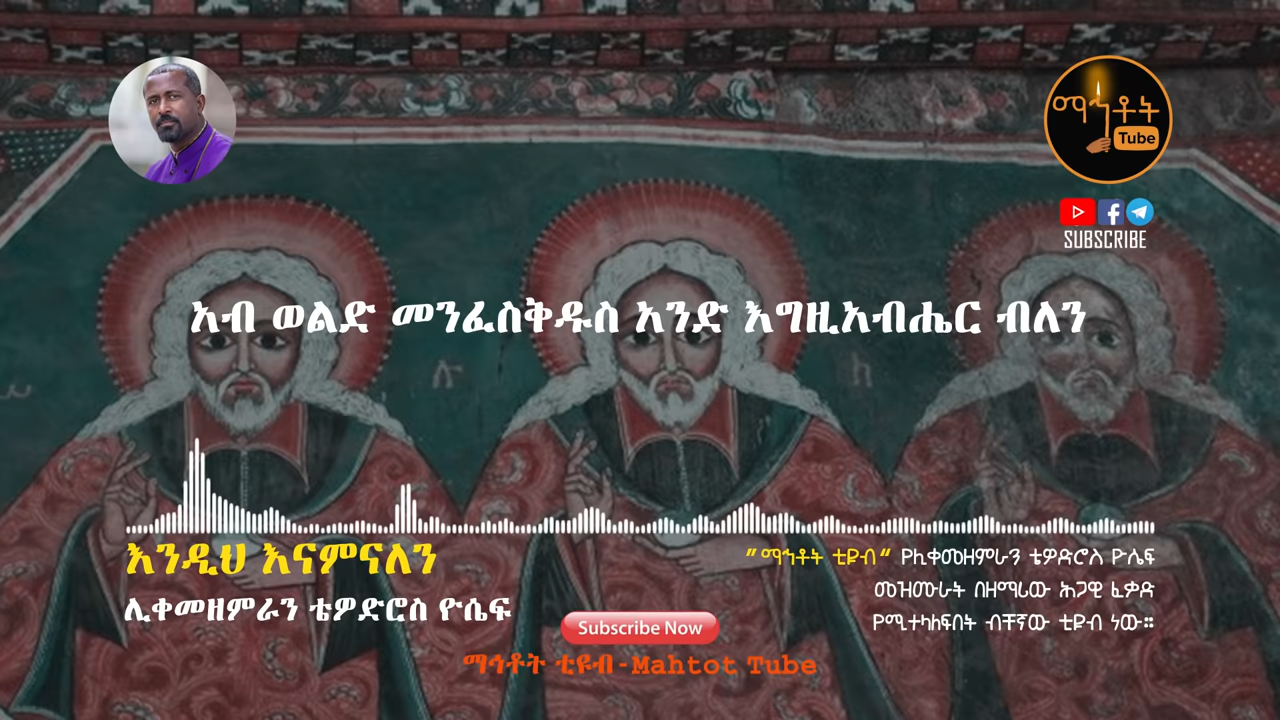 ማኅቶት
Tube
SUBSCRIBE
አብ ወልድ መንፈስቅዱስ አንድ እግዚአብሔር ብለን
ሉ
እንዲህ እናምናለን
ሊቀመዘምራን ቴዎድሮስ ዮሴፍ
"ማኅቶት ቲዩብ" የሊቀመዘምራን ቴዎድሮስ ዮሴፍ
መዝሙራት በዘማሪው ሕጋዊ ፈቃድ
የሚተላለፍበት ብቸኛው ቲዩብ ነው።
Subscribe Now
ማኅቶት ቲዩብ-Mahtot Tube